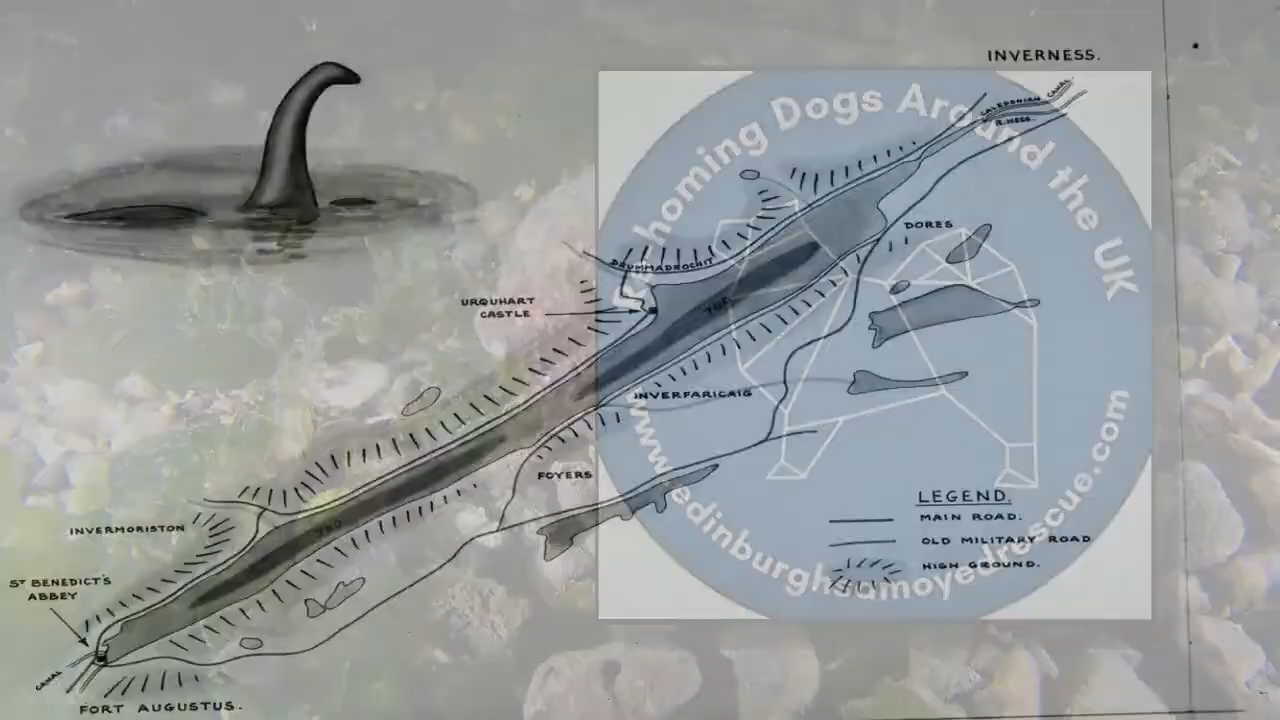 INVERNESS.
Rehoming Dogs Around the UK
CALEDONIAN CANAL.
R. NESS.
DORES
DRUMNADROCHIT
URQUHART
CASTLE
INVERFARICAIG
FOYERS
INVERMORISTON
ST BENEDICT'S
ABBEY
CANAL
FORT AUGUSTUS.
LEGEND.
MAIN ROAD.
OLD MILITARY ROAD
HIGH GROUND.
www.edinburghsamoyedrescue.com